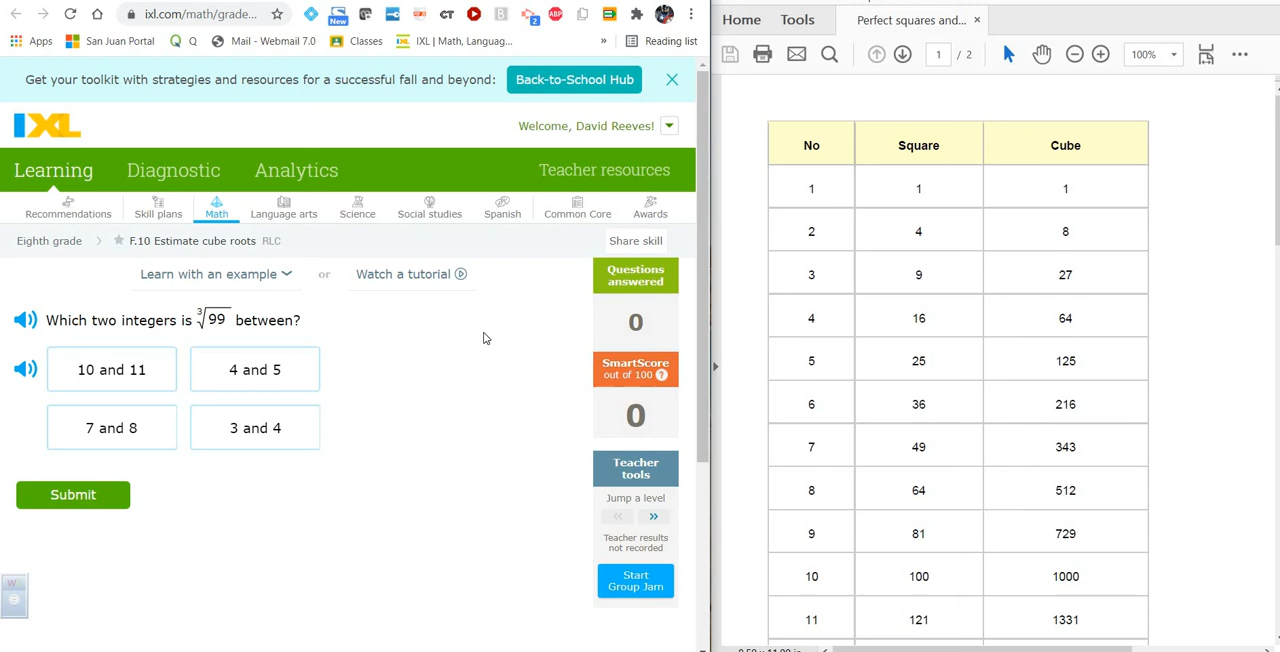 ixl.com/math/grade...
New
CT
2
ABP
Apps
San Juan Portal
Q
Mail - Webmail 7.0
Classes
IXL | Math, Languag...
»
Reading list
Get your toolkit with strategies and resources for a successful fall and beyond:
Back-to-School Hub
IXL
Welcome, David Reeves!
Learning
Diagnostic
Analytics
Teacher resources
Recommendations
Skill plans
Math
Language arts
Science
Social studies
Spanish
Common Core
Awards
Eighth grade
F.10 Estimate cube roots RLC
Share skill
Learn with an example
or
Watch a tutorial
Which two integers is ∛99 between?
10 and 11
4 and 5
7 and 8
3 and 4
Submit
Questions
answered
0
SmartScore
out of 100 ?
0
Teacher
tools
Jump a level
«
»
Teacher results
not recorded
Start
Group Jam
W
Home
Tools
Perfect squares and...
×
1 / 2
100%
No Square Cube
1 1 1
2 4 8
3 9 27
4 16 64
5 25 125
6 36 216
7 49 343
8 64 512
9 81 729
10 100 1000
11 121 1331